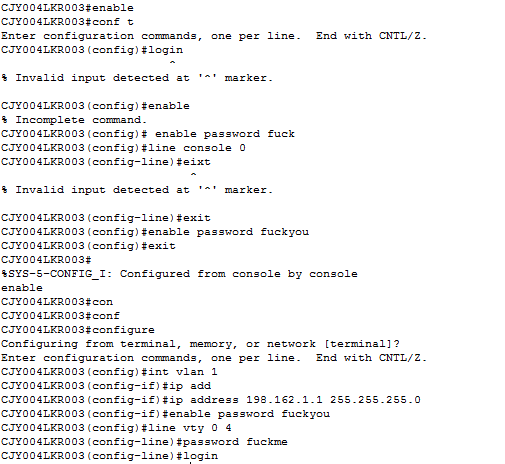 CJY004LKR003#enable
CJY004LKR003#conf t
Enter configuration commands, one per line.  End with CNTL/Z.
CJY004LKR003(config)#login
^
% Invalid input detected at '^' marker.
CJY004LKR003(config)#enable
% Incomplete command.
CJY004LKR003(config)# enable password fuck
CJY004LKR003(config)#line console 0
CJY004LKR003(config-line)#eixt
^
% Invalid input detected at '^' marker.
CJY004LKR003(config-line)#exit
CJY004LKR003(config)#enable password fuckyou
CJY004LKR003(config)#exit
CJY004LKR003#
%SYS-5-CONFIG_I: Configured from console by console
enable
CJY004LKR003#con
CJY004LKR003#conf
CJY004LKR003#configure
Configuring from terminal, memory, or network [terminal]?
Enter configuration commands, one per line.  End with CNTL/Z.
CJY004LKR003(config)#int vlan 1
CJY004LKR003(config-if)#ip add
CJY004LKR003(config-if)#ip address 198.162.1.1 255.255.255.0
CJY004LKR003(config-if)#enable password fuckyou
CJY004LKR003(config)#line vty 0 4
CJY004LKR003(config-line)#password fuckme
CJY004LKR003(config-line)#login